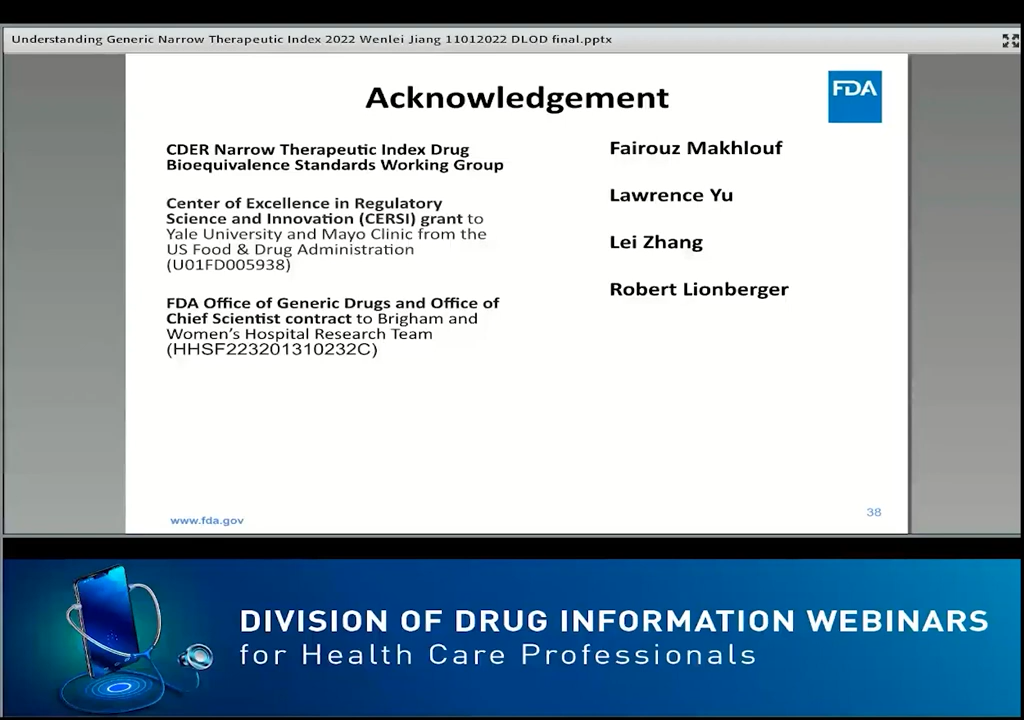 Understanding Generic Narrow Therapeutic Index 2022 Wenlei Jiang 11012022 DLOD final.pptx
Acknowledgement
FDA
CDER Narrow Therapeutic Index Drug
Bioequivalence Standards Working Group
Center of Excellence in Regulatory
Science and Innovation (CERSI) grant to
Yale University and Mayo Clinic from the
US Food & Drug Administration
(U01FD005938)
FDA Office of Generic Drugs and Office of
Chief Scientist contract to Brigham and
Women's Hospital Research Team
(HHSF223201310232C)
Fairouz Makhlouf
Lawrence Yu
Lei Zhang
Robert Lionberger
www.fda.gov
38
DIVISION OF DRUG INFORMATION WEBINARS
for Health Care Professionals